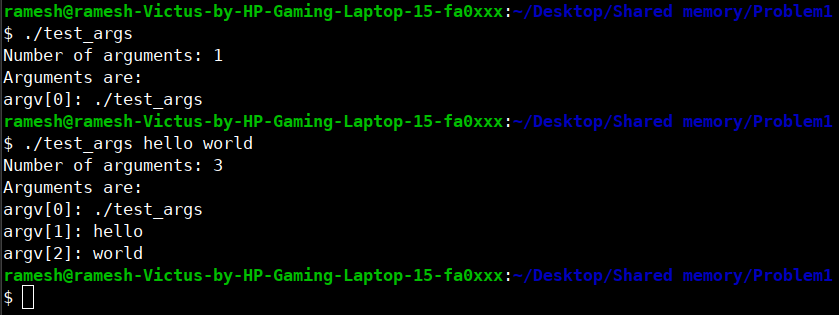 ramesh@ramesh-Victus-by-HP-Gaming-Laptop-15-fa0xxx:~/Desktop/Shared memory/Problem1
$ ./test_args
Number of arguments: 1
Arguments are:
argv[0]: ./test_args
ramesh@ramesh-Victus-by-HP-Gaming-Laptop-15-fa0xxx:~/Desktop/Shared memory/Problem1
$ ./test_args hello world
Number of arguments: 3
Arguments are:
argv[0]: ./test_args
argv[1]: hello
argv[2]: world
ramesh@ramesh-Victus-by-HP-Gaming-Laptop-15-fa0xxx:~/Desktop/Shared memory/Problem1
$